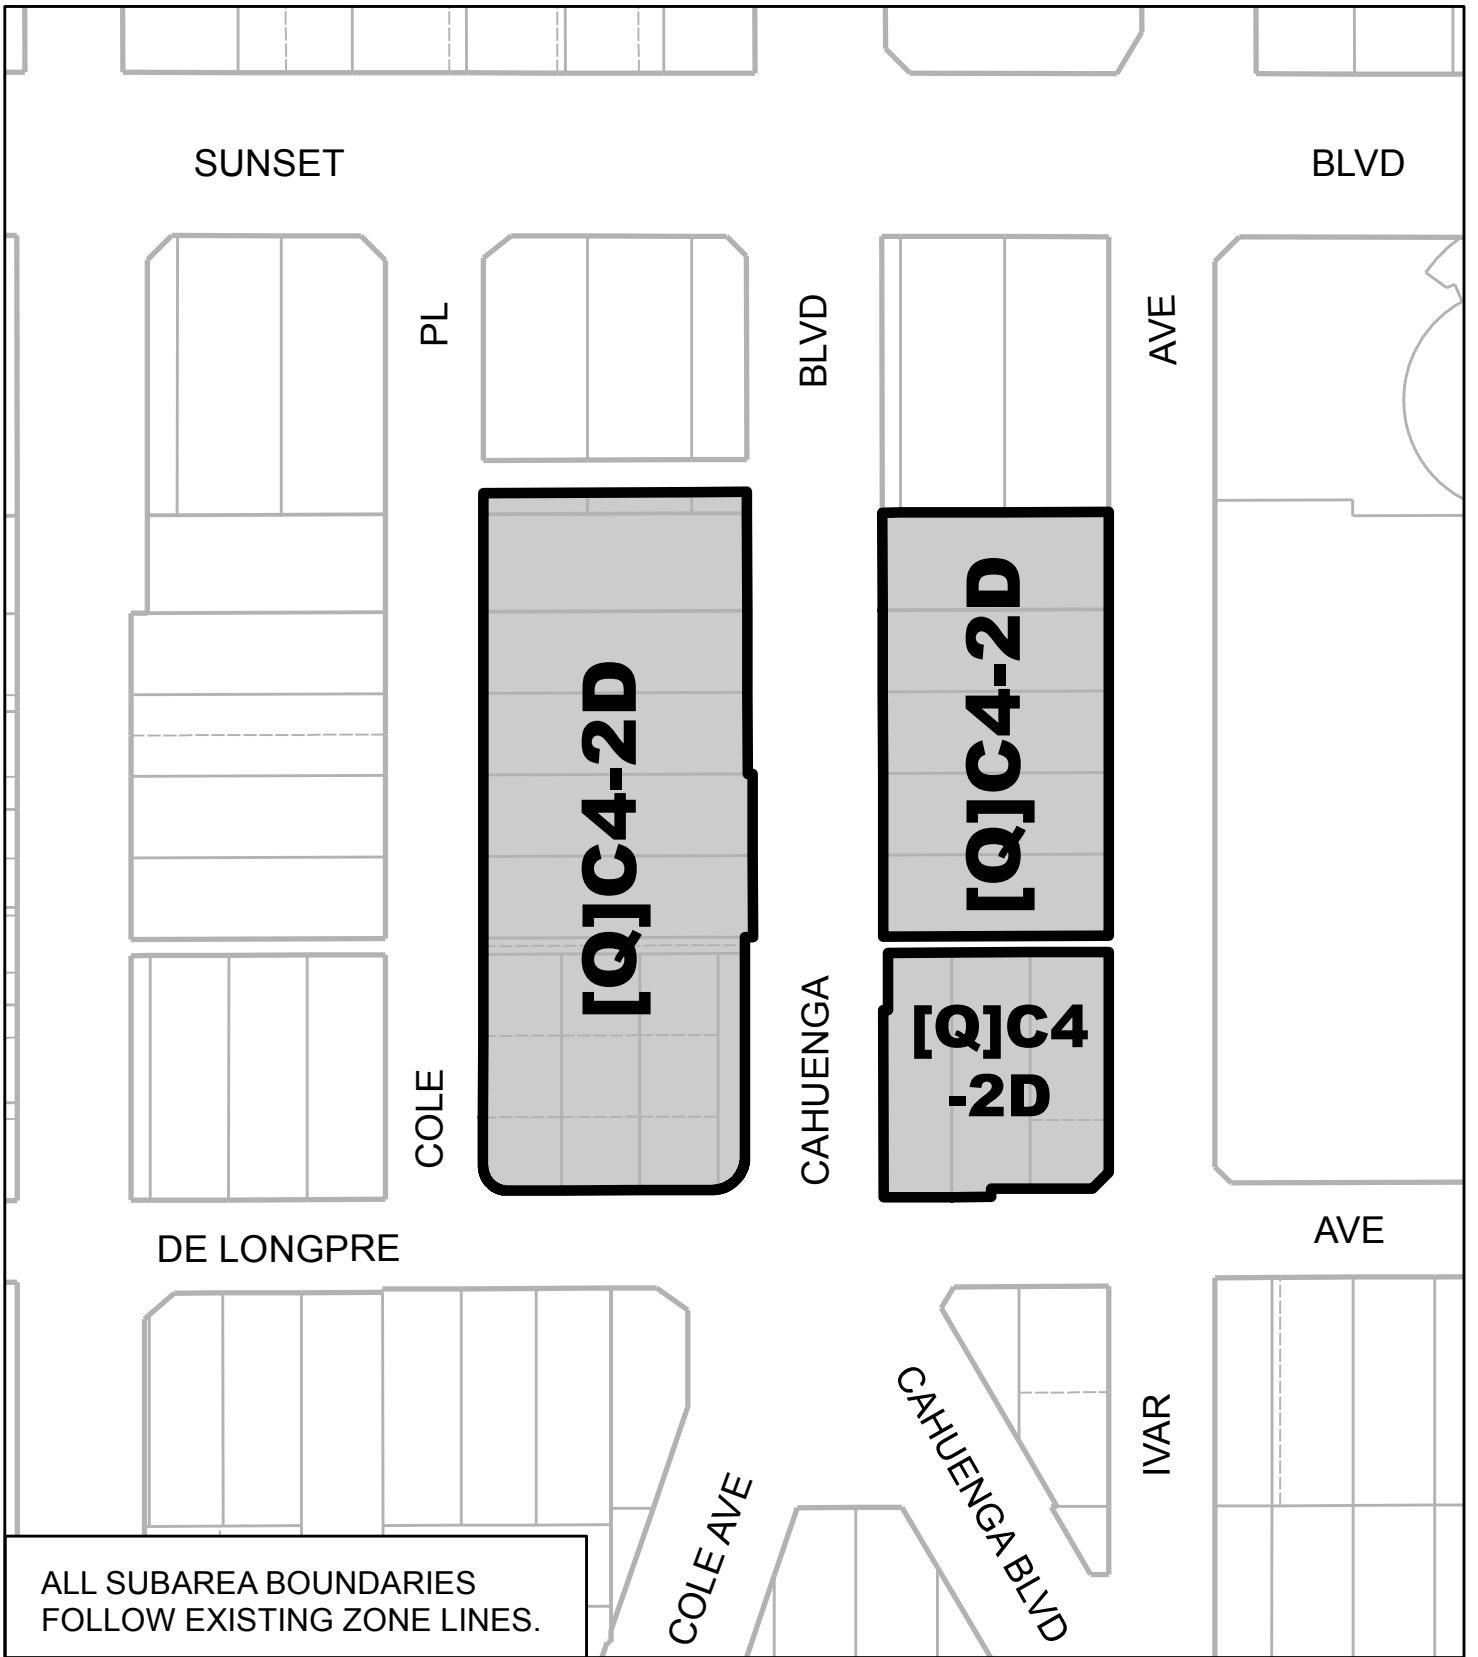 SUNSET
BLVD
PL
BLVD
AVE
[Q]C4-2D
[Q]C4-2D
[Q]C4
-2D
COLE
CAHUENGA
DE LONGPRE
AVE
CAHUENGA BLVD
IVAR
COLE AVE
ALL SUBAREA BOUNDARIES
FOLLOW EXISTING ZONE LINES.